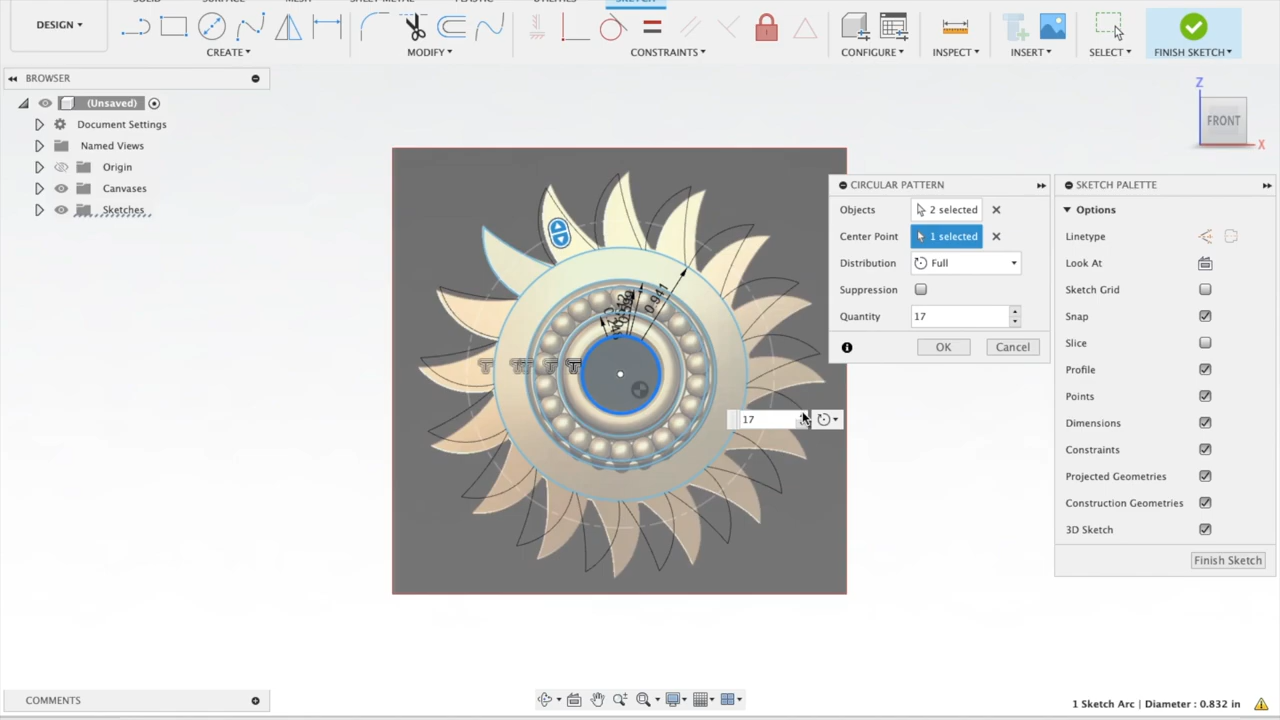 SKETCH
DESIGN
CREATE
MODIFY
CONSTRAINTS
CONFIGURE
INSPECT
INSERT
SELECT
FINISH SKETCH
BROWSER
(Unsaved)
Document Settings
Named Views
Origin
Canvases
Sketches
Z
FRONT
X
CIRCULAR PATTERN
Objects 2 selected
Center Point 1 selected
Distribution Full
Suppression
Quantity 17
OK Cancel
SKETCH PALETTE
Options
Linetype
Look At
Sketch Grid
Snap
Slice
Profile
Points
Dimensions
Constraints
Projected Geometries
Construction Geometries
3D Sketch
Finish Sketch
0.941
17
COMMENTS
1 Sketch Arc | Diameter : 0.832 in